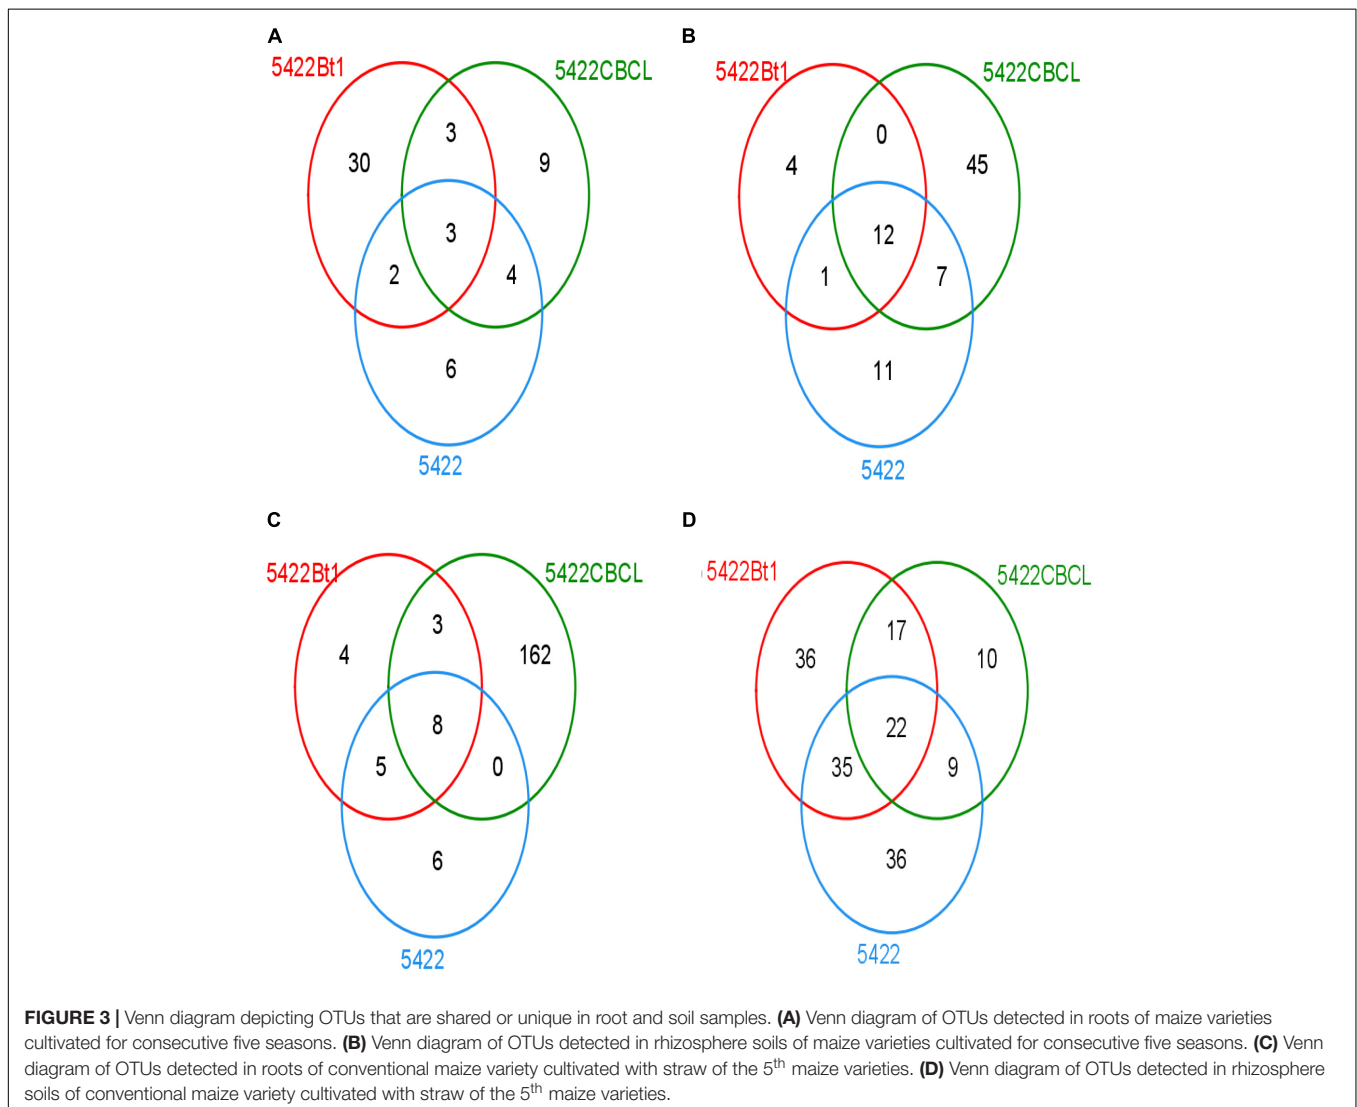 A
5422Bt1
5422CBCL
3
30
9
3
2
4
6
5422
B
5422Bt1
5422CBCL
0
4
45
12
1
7
11
5422
C
5422Bt1
5422CBCL
3
4
162
8
5
0
6
5422
D
5422Bt1
5422CBCL
17
36
10
22
35
9
36
5422
FIGURE 3 | Venn diagram depicting OTUs that are shared or unique in root and soil samples. (A) Venn diagram of OTUs detected in roots of maize varieties
cultivated for consecutive five seasons. (B) Venn diagram of OTUs detected in rhizosphere soils of maize varieties cultivated for consecutive five seasons. (C) Venn
diagram of OTUs detected in roots of conventional maize variety cultivated with straw of the 5th maize varieties. (D) Venn diagram of OTUs detected in rhizosphere
soils of conventional maize variety cultivated with straw of the 5th maize varieties.